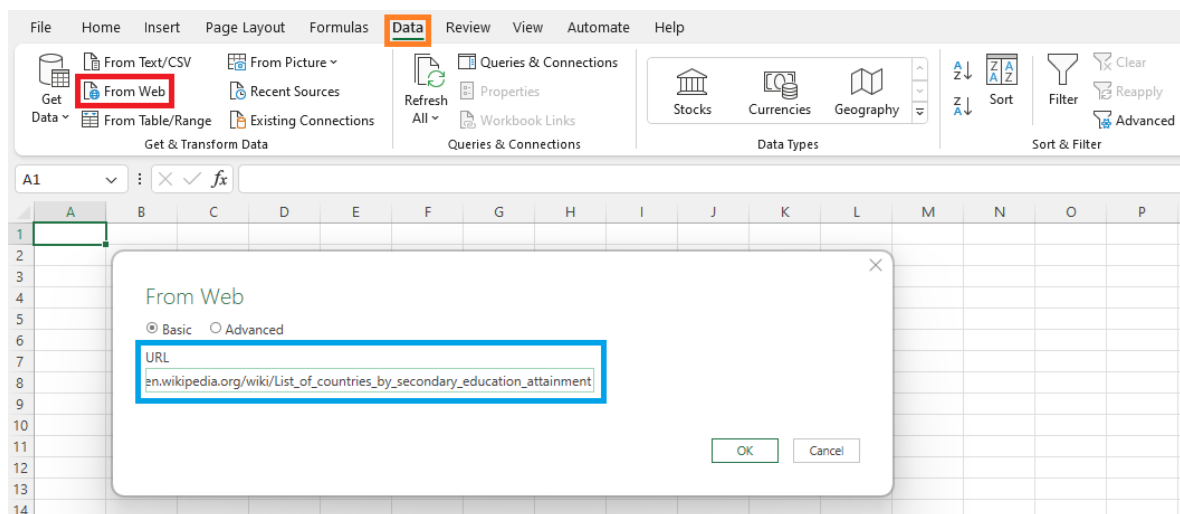 File Home Insert Page Layout Formulas Data Review View Automate Help
From Text/CSV From Picture Queries & Connections Clear
Get Data From Web Recent Sources Refresh All Properties Stocks Currencies Geography Sort Filter Reapply
From Table/Range Existing Connections Workbook Links Advanced
Get & Transform Data Queries & Connections Data Types Sort & Filter
A1 fx
A B C D E F G H I J K L M N O P
1
2
3
4
5
6
7
8
9
10
11
12
13
14
From Web
Basic Advanced
URL
en.wikipedia.org/wiki/List_of_countries_by_secondary_education_attainment
OK Cancel